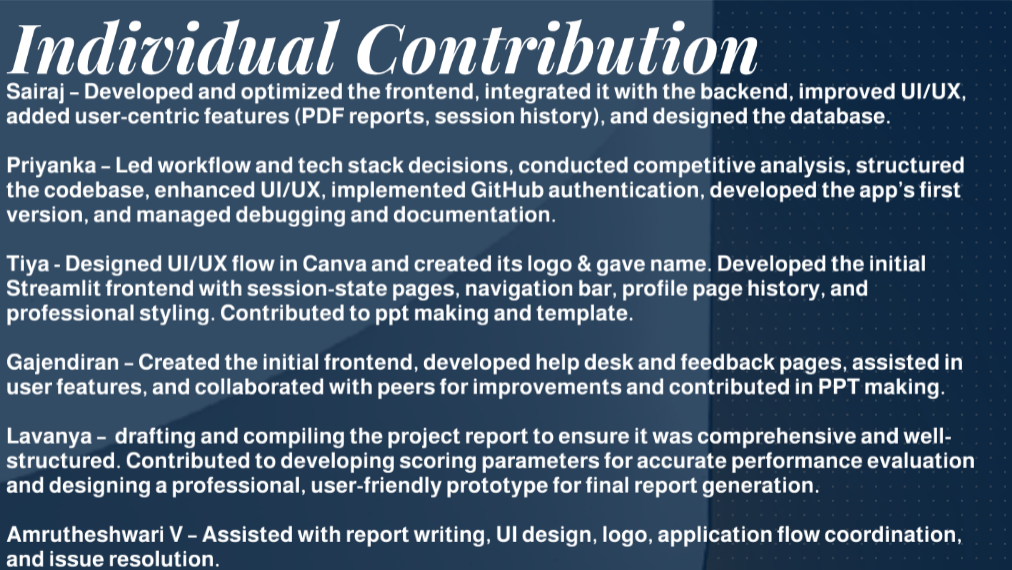 Individual Contribution
Sairaj – Developed and optimized the frontend, integrated it with the backend, improved UI/UX,
added user-centric features (PDF reports, session history), and designed the database.
Priyanka – Led workflow and tech stack decisions, conducted competitive analysis, structured
the codebase, enhanced UI/UX, implemented GitHub authentication, developed the app's first
version, and managed debugging and documentation.
Tiya - Designed UI/UX flow in Canva and created its logo & gave name. Developed the initial
Streamlit frontend with session-state pages, navigation bar, profile page history, and
professional styling. Contributed to ppt making and template.
Gajendiran – Created the initial frontend, developed help desk and feedback pages, assisted in
user features, and collaborated with peers for improvements and contributed in PPT making.
Lavanya – drafting and compiling the project report to ensure it was comprehensive and well-
structured. Contributed to developing scoring parameters for accurate performance evaluation
and designing a professional, user-friendly prototype for final report generation.
Amrutheshwari V – Assisted with report writing, UI design, logo, application flow coordination,
and issue resolution.